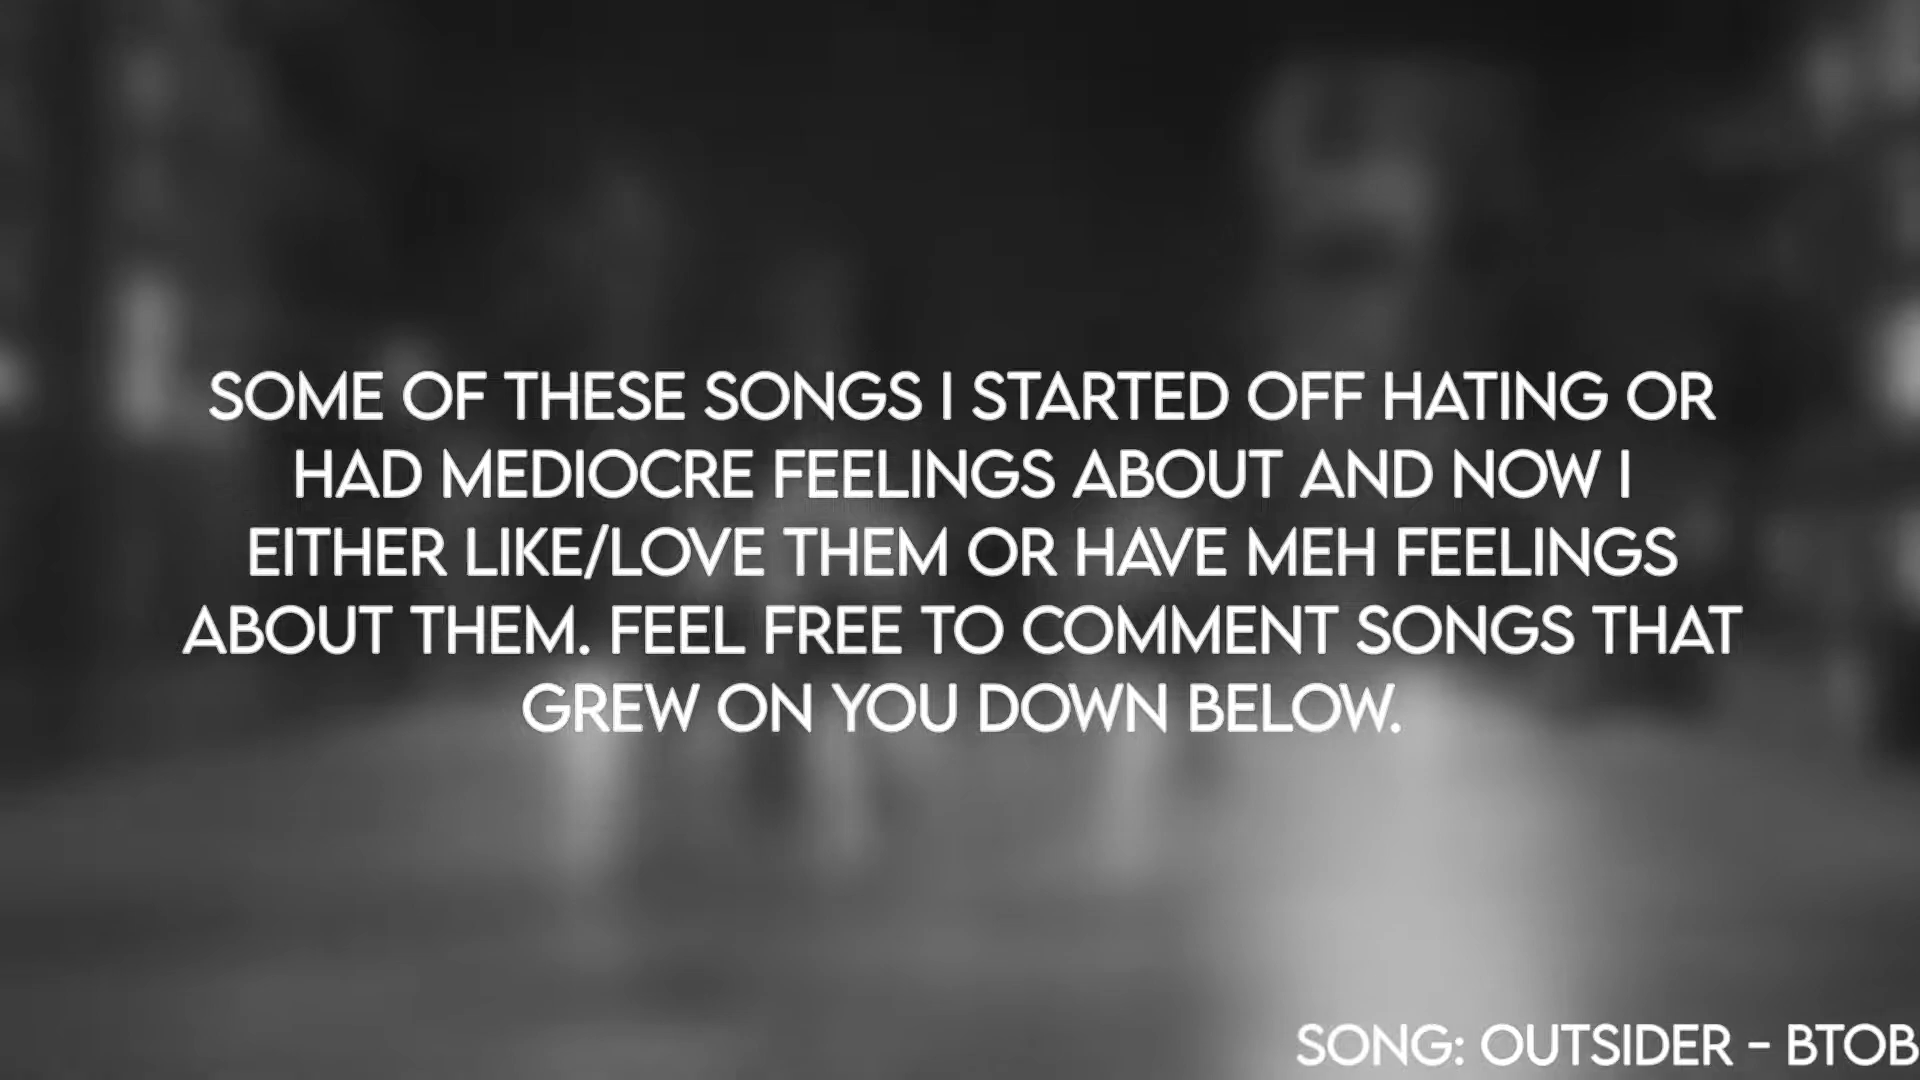 SOME OF THESE SONGS I STARTED OFF HATING OR
HAD MEDIOCRE FEELINGS ABOUT AND NOW I
EITHER LIKE/LOVE THEM OR HAVE MEH FEELINGS
ABOUT THEM. FEEL FREE TO COMMENT SONGS THAT
GREW ON YOU DOWN BELOW.
SONG: OUTSIDER - BTOB